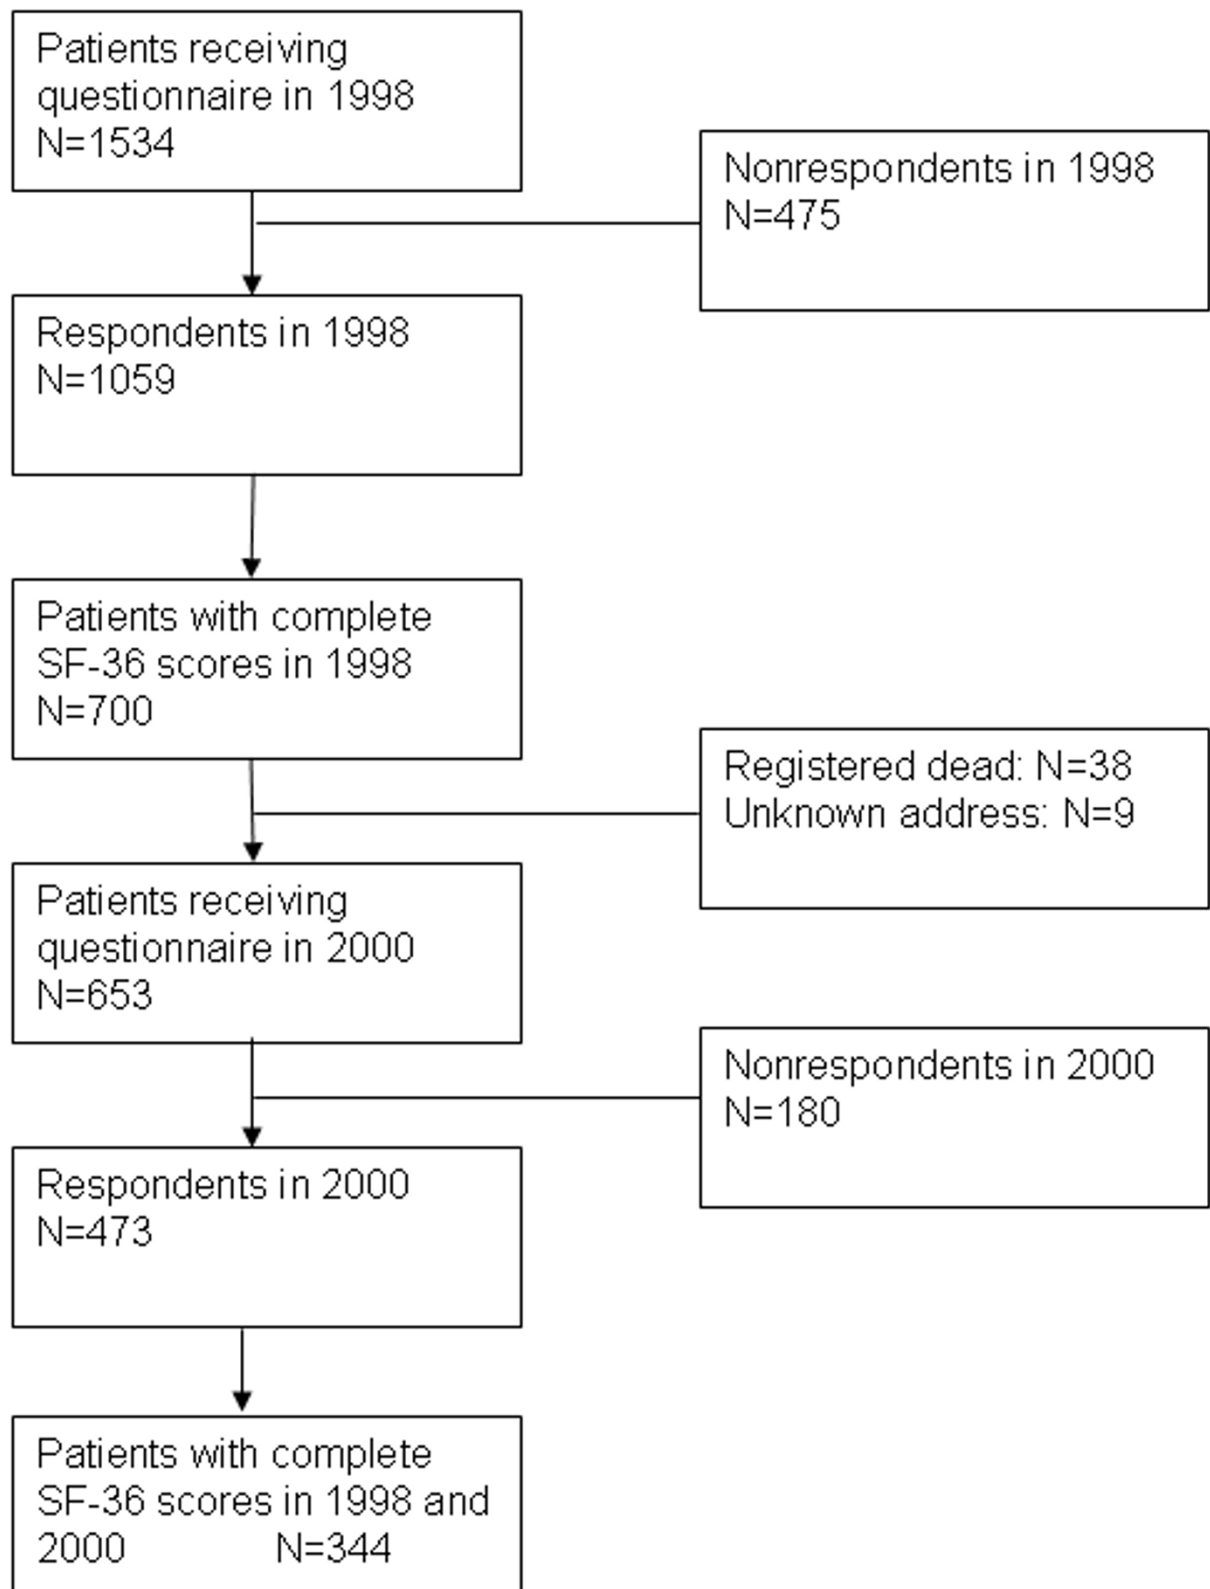 Patients receiving
questionnaire in 1998
N=1534
Nonrespondents in 1998
N=475
Respondents in 1998
N=1059
Patients with complete
SF-36 scores in 1998
N=700
Registered dead: N=38
Unknown address: N=9
Patients receiving
questionnaire in 2000
N=653
Nonrespondents in 2000
N=180
Respondents in 2000
N=473
Patients with complete
SF-36 scores in 1998 and
2000 N=344